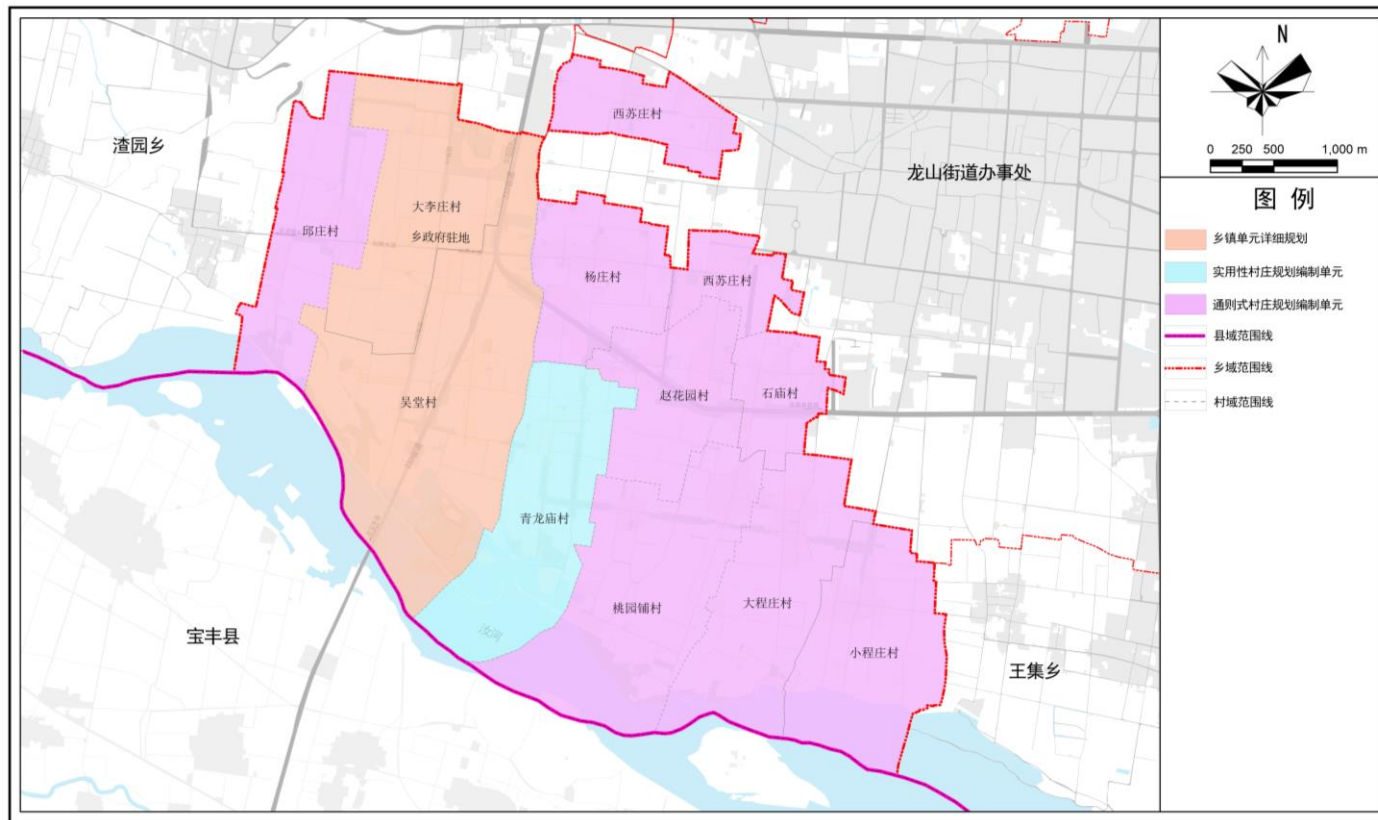 N
0 250 500 1,000 m
图 例
乡镇单元详细规划
实用性村庄规划编制单元
通则式村庄规划编制单元
县域范围线
乡域范围线
村域范围线
西苏庄村
渣园乡
龙山街道办事处
大李庄村
邱庄村
乡政府驻地
杨庄村
西苏庄村
赵花园村
石庙村
吴堂村
青龙庙村
桃园铺村
大程庄村
汝河
宝丰县
小程庄村
王集乡